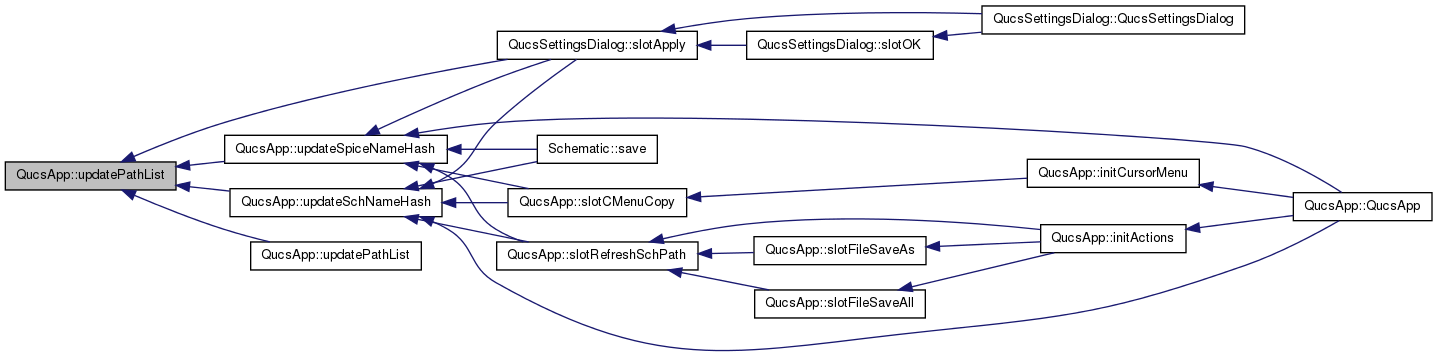 QucsSettingsDialog::QucsSettingsDialog
QucsSettingsDialog::slotApply
QucsSettingsDialog::slotOK
QucsApp::updateSpiceNameHash
Schematic::save
QucsApp::updatePathList
QucsApp::initCursorMenu
QucsApp::updateSchNameHash
QucsApp::slotCMenuCopy
QucsApp::QucsApp
QucsApp::initActions
QucsApp::slotFileSaveAs
QucsApp::updatePathList
QucsApp::slotRefreshSchPath
QucsApp::slotFileSaveAll